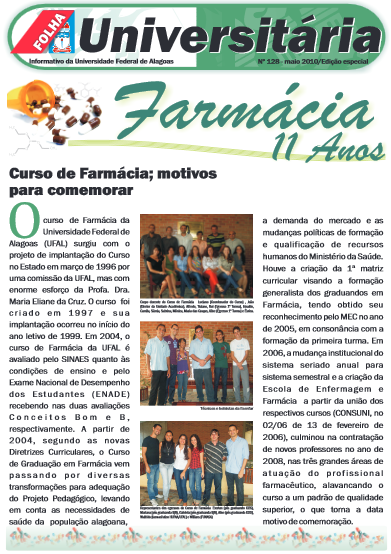 FOLHA
Universitária
Informativo da Universidade Federal de Alagoas
Nº 128 - maio 2010/Edição especial
Farmácia
11 Anos
Curso de Farmácia; motivos
para comemorar
O curso de Farmácia da
Universidade Federal de
Alagoas (UFAL) surgiu com o
projeto de implantação do Curso
no Estado em março de 1996 por
uma comissão da UFAL, mas com
enorme esforço da Profa. Dra.
Maria Eliane da Cruz. O curso foi
criado em 1997 e sua
implantação ocorreu no início do
ano letivo de 1999. Em 2004, o
curso de Farmácia da UFAL é
avaliado pelo SINAES quanto às
condições de ensino e pelo
Exame Nacional de Desempenho
dos Estudantes (ENADE)
recebendo nas duas avaliações
Conceitos Bom e B,
respectivamente. A partir de
2004, segundo as novas
Diretrizes Curriculares, o Curso
de Graduação em Farmácia vem
passando por diversas
transformações para adequação
do Projeto Pedagógico, levando
em conta as necessidades de
saúde da população alagoana,
Técnicos e bolsistas da Escola
a demanda do mercado e as
mudanças políticas de formação
e qualificação de recursos
humanos do Ministério da Saúde.
Houve a criação da 1ª matriz
curricular visando a formação
generalista dos graduandos em
Farmácia, tendo obtido seu
reconhecimento pelo MEC no ano
de 2005, em consonância com a
formação da primeira turma. Em
2006, a mudança institucional do
sistema seriado anual para
sistema semestral e a criação da
Escola de Enfermagem e
Farmácia a partir da união dos
respectivos cursos (CONSUNI, no
02/06 de 13 de fevereiro de
2006), culminou na contratação
de novos professores no ano de
2008, nas três grandes áreas de
atuação do profissional
farmacêutico, alavancando o
curso a um padrão de qualidade
superior, o que torna a data
motivo de comemoração.